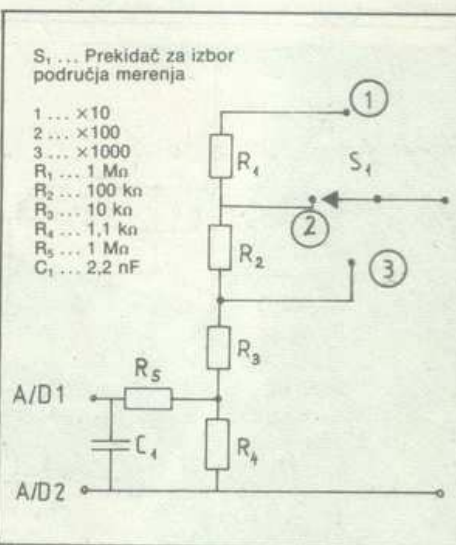 S₁ ... Prekidač za izbor
područja merenja
1 ... ×10
2 ... ×100
3 ... ×1000
R₁ ... 1 MΩ
R₂ ... 100 kΩ
R₃ ... 10 kΩ
R₄ ... 1,1 kΩ
R₅ ... 1 MΩ
C₁ ... 2,2 nF
1
R₁
S₁
2
R₂
3
R₃
R₅
A/D1
C₁
R₄
A/D2